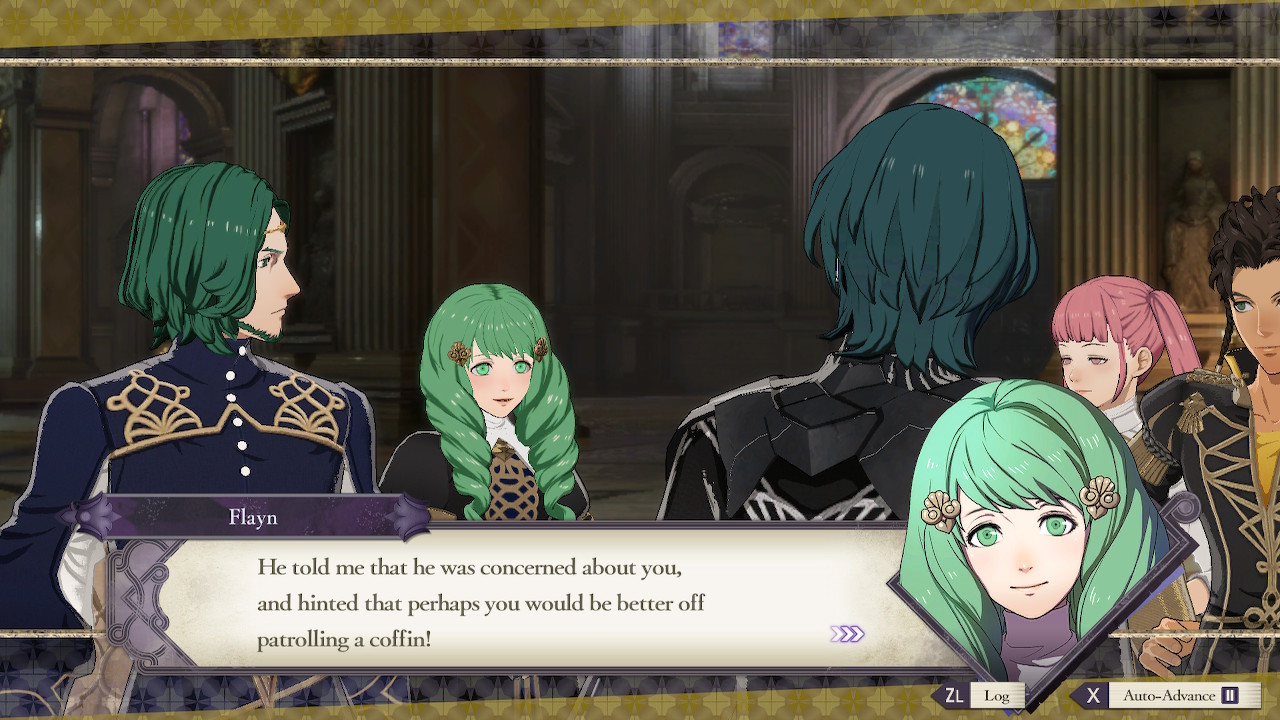 Flayn
He told me that he was concerned about you,
and hinted that perhaps you would be better off
patrolling a coffin!
ZL Log
X Auto-Advance